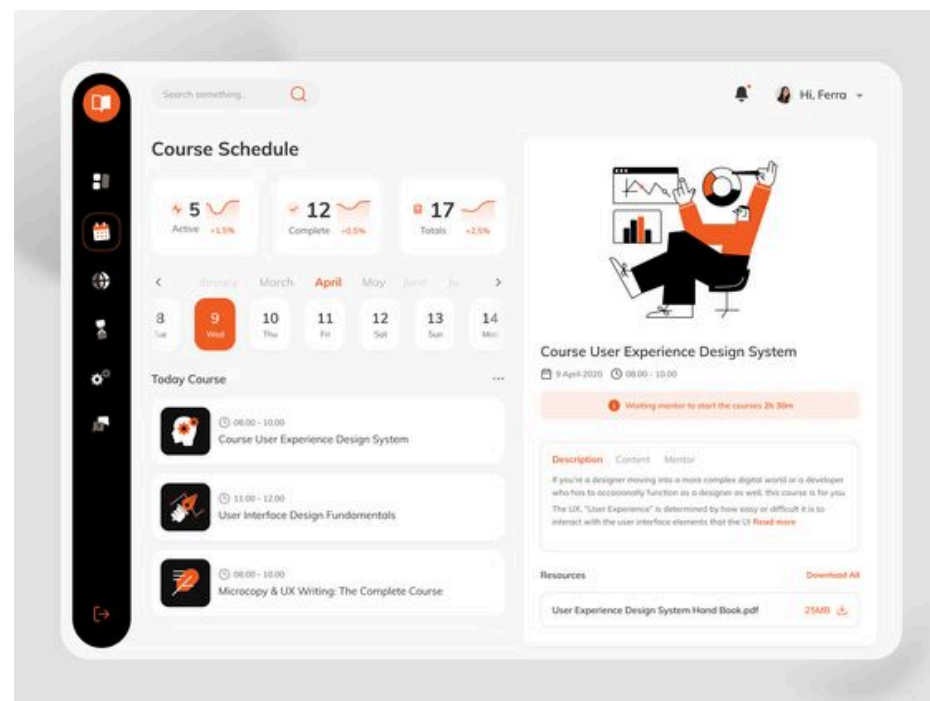 Search something..
Hi, Ferra
Course Schedule
5
Active +1,5%
12
Complete +0,5%
17
Totals +2,5%
March April May June
8 9 10 11 12 13 14
Tue Wed Thu Fri Sat Sun Mon
Today Course
08.00 - 10.00
Course User Experience Design System
11.00 - 12.00
User Interface Design Fundamentals
08.00 - 10.00
Microcopy & UX Writing: The Complete Course
Course User Experience Design System
9 April 2020 08.00 - 10.00
Waiting mentor to start the courses 2h 30m
Description Content Mentor
If you're a designer moving into a more complex digital world or a developer
who has to occasionally function as a designer as well, this course is for you.
The UX, "User Experience" is determined by how easy or difficult it is to
interact with the user interface elements that the UI Read more
Resources Download All
User Experience Design System Hand Book.pdf 25MB